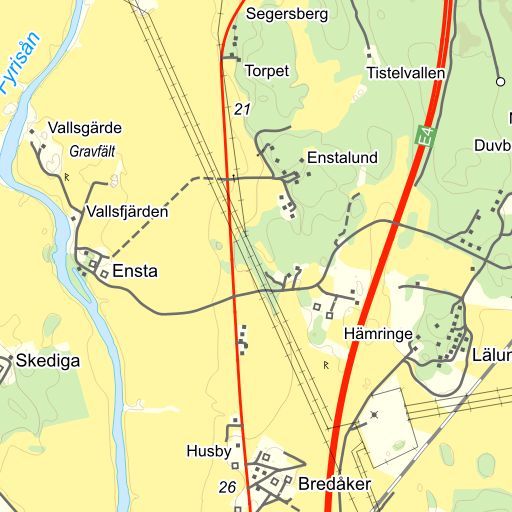 Segersberg
Fyrisån
Torpet
Tistelvallen
21
Vallsgärde
E4
Gravfält
Enstalund
Duvb
R
Vallsfjärden
Ensta
Hämringe
Skediga
Lälun
R
Husby
26
Bredåker